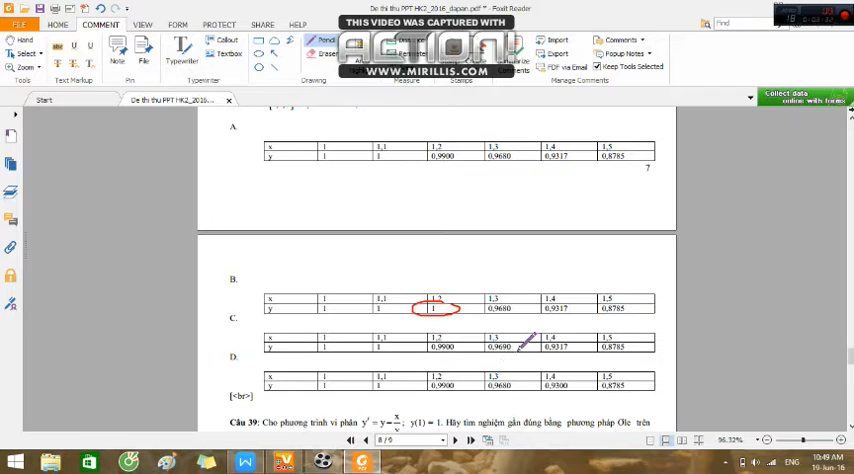 De thi thu PPT HK2_2016_dapan.pdf * - Foxit Reader
THIS VIDEO WAS CAPTURED WITH
ACTION!
WWW.MIRILLIS.COM
FILE HOME COMMENT VIEW FORM PROTECT SHARE HELP
Find
Hand
Select
Zoom
Tools
Text Markup
Note File
Pin
Callout
Textbox
Typewriter
Typewriter
Pencil
Eraser
Drawing
Measure
Summarize Comments
Import
Export
FDF via Email
Comments
Popup Notes
Keep Tools Selected
Manage Comments
Start
De thi thu PPT HK2_2016...
Collect data
online with forms
A.
x 1 1,1 1,2 1,3 1,4 1,5
y 1 1 0,9900 0,9680 0,9317 0,8785
7
B.
x 1 1,1 1,2 1,3 1,4 1,5
y 1 1 1 0,9680 0,9317 0,8785
C.
x 1 1,1 1,2 1,3 1,4 1,5
y 1 1 0,9900 0,9690 0,9317 0,8785
D.
x 1 1,1 1,2 1,3 1,4 1,5
y 1 1 0,9900 0,9680 0,9300 0,8785
[<br>]
Câu 39: Cho phương trình vi phân y' = y − x/y; y(1) = 1. Hãy tìm nghiệm gần đúng bằng phương pháp Ơle trên
8 / 9
96.32%
10:49 AM
19-Jun-16